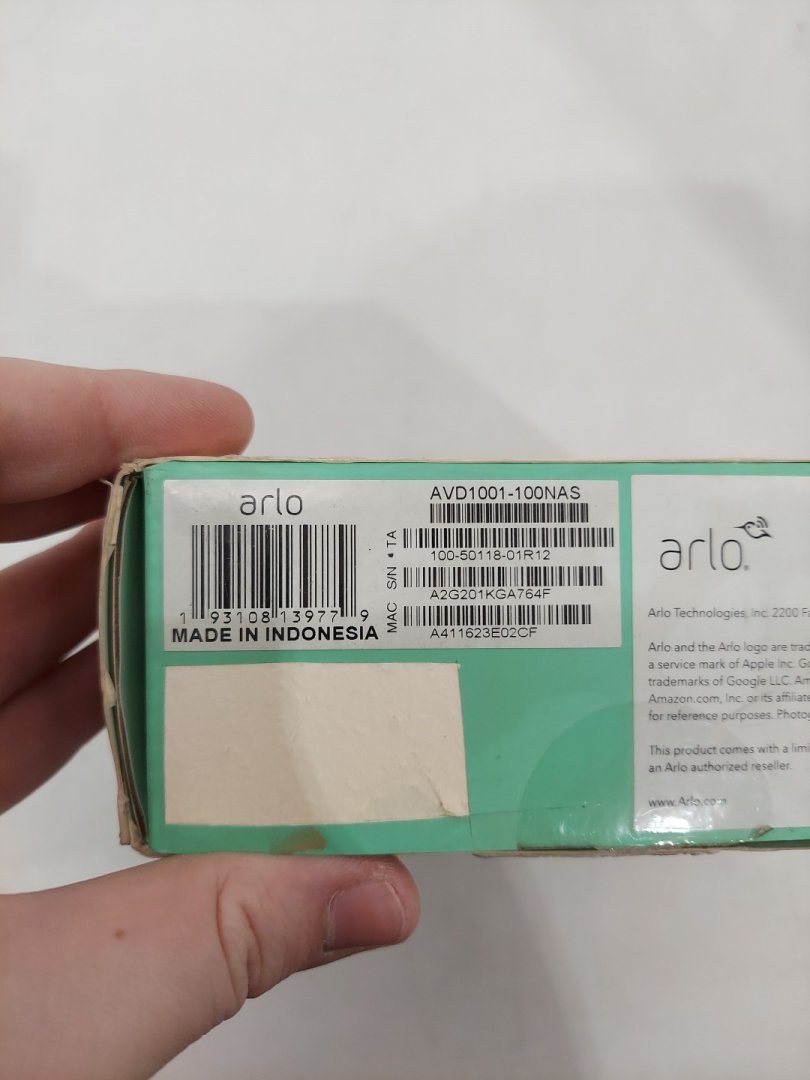 arlo
1 93108 13977 9
MADE IN INDONESIA
AVD1001-100NAS
TA
100-50118-01R12
S/N
A2G201KGA764F
MAC
A411623E02CF
arlo
Arlo Technologies, Inc. 2200
Arlo and the Arlo logo are
a service mark of Apple Inc.
trademarks of Google LLC.
Amazon.com, Inc. or its
for reference purposes.
This product comes with a
an Arlo authorized reseller.
www.Arlo.com